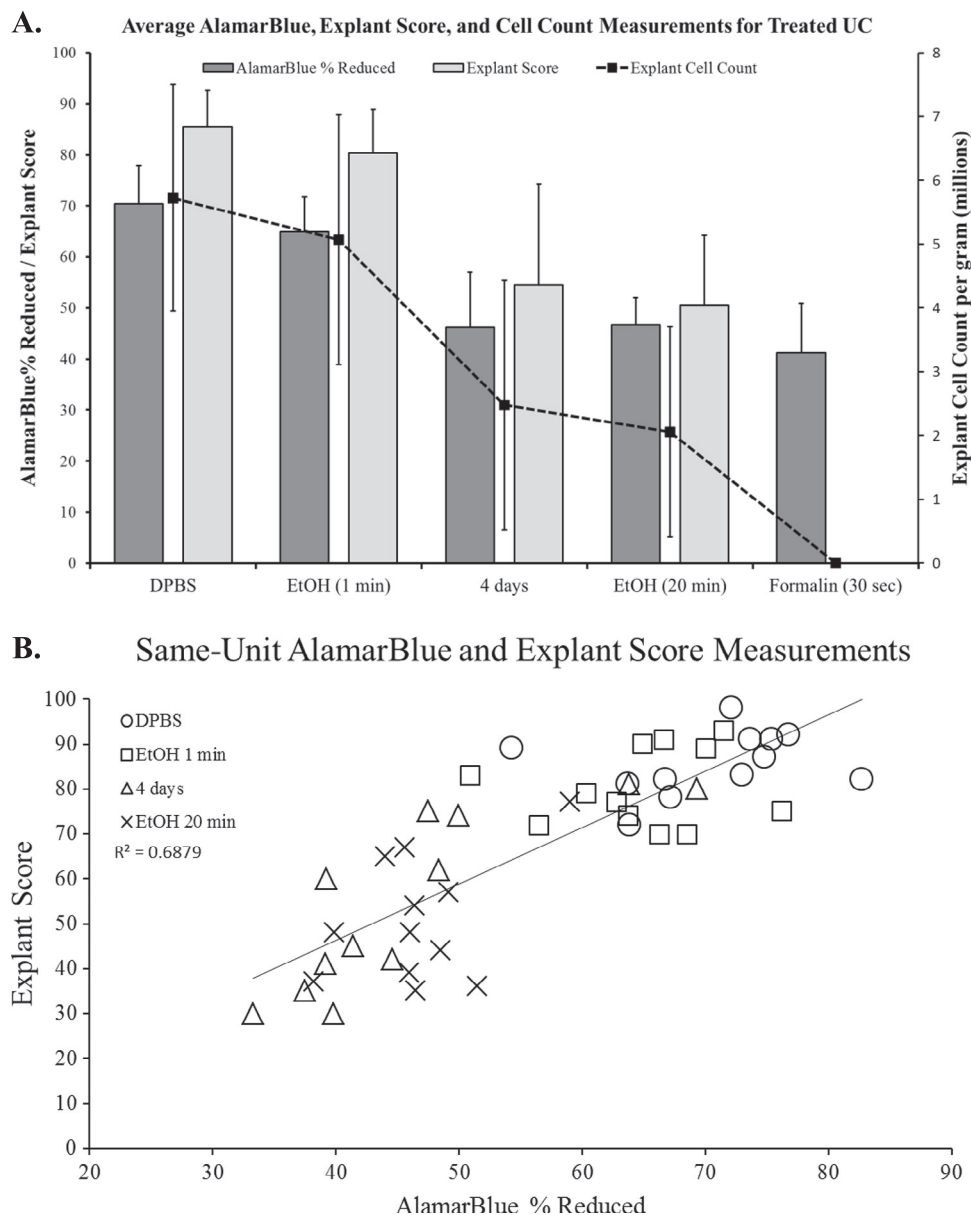 A.
Average AlamarBlue, Explant Score, and Cell Count Measurements for Treated UC
AlamarBlue % Reduced
Explant Score
Explant Cell Count
AlamarBlue% Reduced / Explant Score
100
90
80
70
60
50
40
30
20
10
0
8
7
6
5
4
3
2
1
0
Explant Cell Count per gram (millions)
DPBS
EtOH (1 min)
4 days
EtOH (20 min)
Formalin (30 sec)
B.
Same-Unit AlamarBlue and Explant Score Measurements
DPBS
EtOH 1 min
4 days
EtOH 20 min
R² = 0.6879
Explant Score
100
90
80
70
60
50
40
30
20
10
0
20 30 40 50 60 70 80 90
AlamarBlue % Reduced